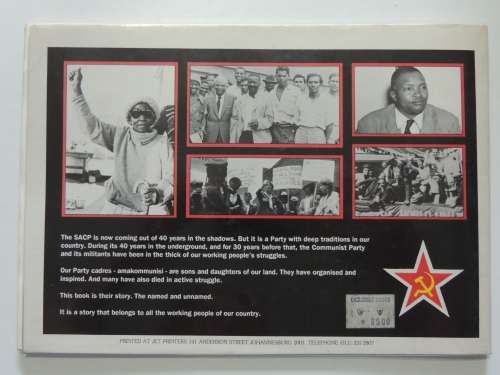 The SACP is now coming out of 40 years in the shadows. But it is a Party with deep traditions in our
country. During its 40 years in the underground, and for 30 years before that, the Communist Party
and its militants have been in the thick of our working people's struggles.
Our Party cadres - amakommunisi - are sons and daughters of our land. They have organised and
inspired. And many have also died in active struggle.
This book is their story. The named and unnamed.
It is a story that belongs to all the working people of our country.
PRINTED AT JET PRINTERS 141 ANDERSON STREET JOHANNESBURG 2001. TELEPHONE